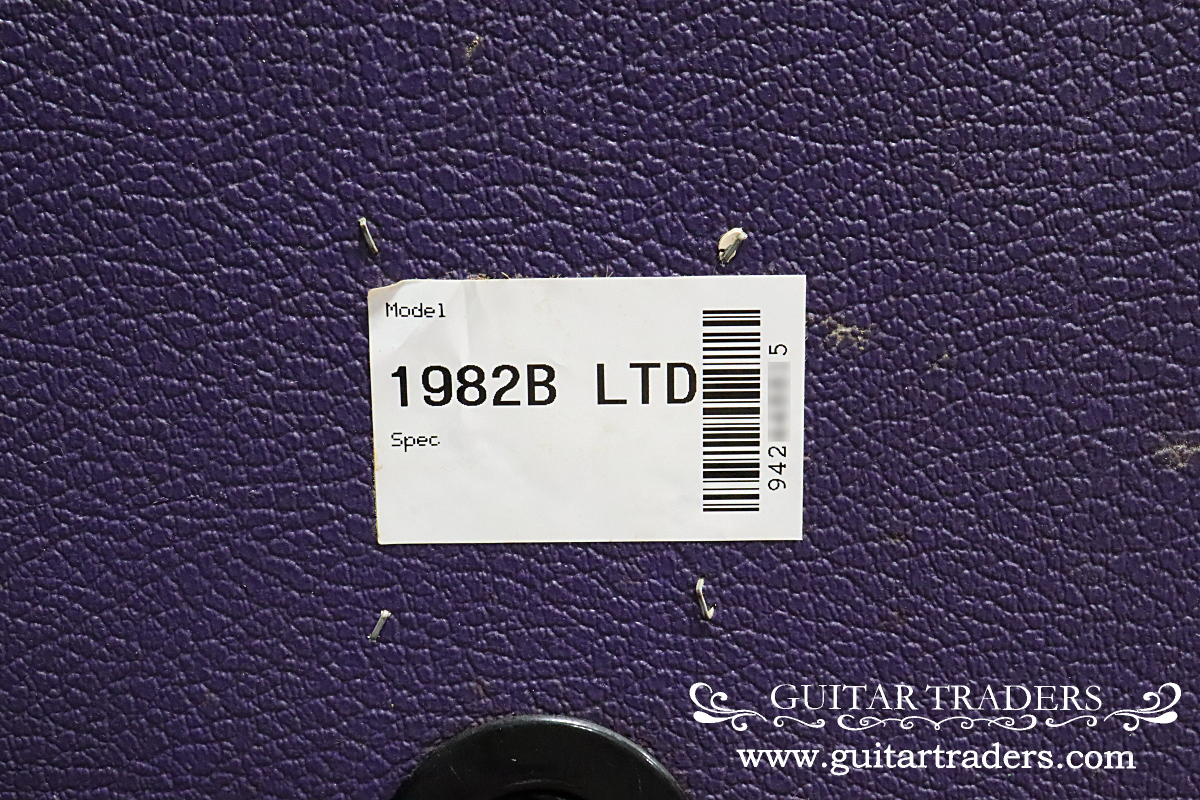 Model
1982B LTD
Spec
942 5
GUITAR TRADERS
www.guitartraders.com